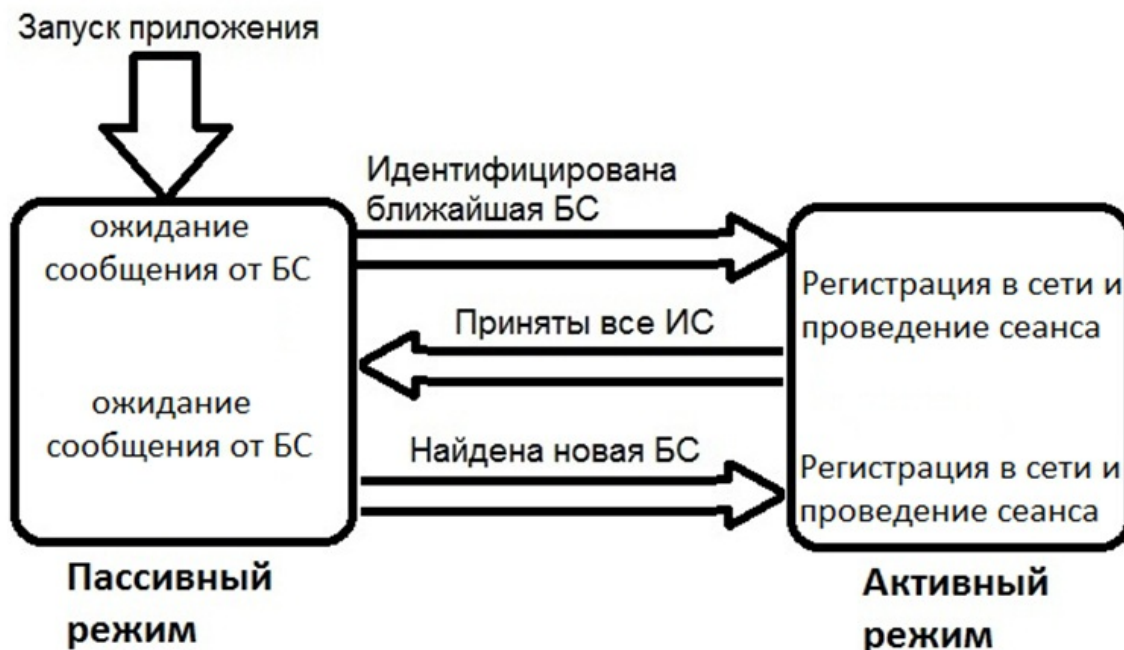 Запуск приложения
Идентифицирована
ближайшая БС
ожидание
сообщения от БС
Регистрация в сети и
проведение сеанса
Приняты все ИС
ожидание
сообщения от БС
Найдена новая БС
Регистрация в сети и
проведение сеанса
Пассивный
режим
Активный
режим